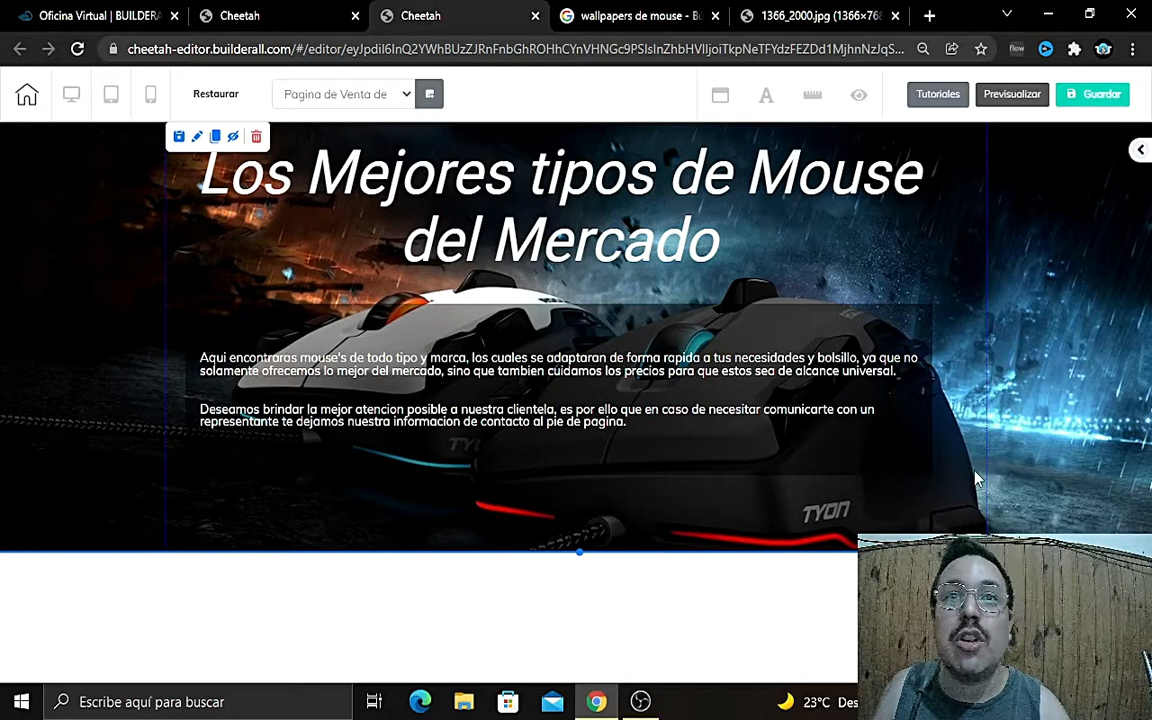 Oficina Virtual | BUILDERA
Cheetah
Cheetah
wallpapers de mouse - B
1366_2000.jpg (1366×768
cheetah-editor.builderall.com/#/editor/
Restaurar
Pagina de Venta de
Tutoriales
Previsualizar
Guardar
Los Mejores tipos de Mouse
del Mercado
Aqui encontraras mouse's de todo tipo y marca, los cuales se adaptaran de forma rapida a tus necesidades y bolsillo, ya que no
solamente ofrecemos lo mejor del mercado, sino que tambien cuidamos los precios para que estos sea de alcance universal.
Deseamos brindar la mejor atencion posible a nuestra clientela, es por ello que en caso de necesitar comunicarte con un
representante te dejamos nuestra informacion de contacto al pie de pagina.
TYON
Escribe aquí para buscar
23°C Des